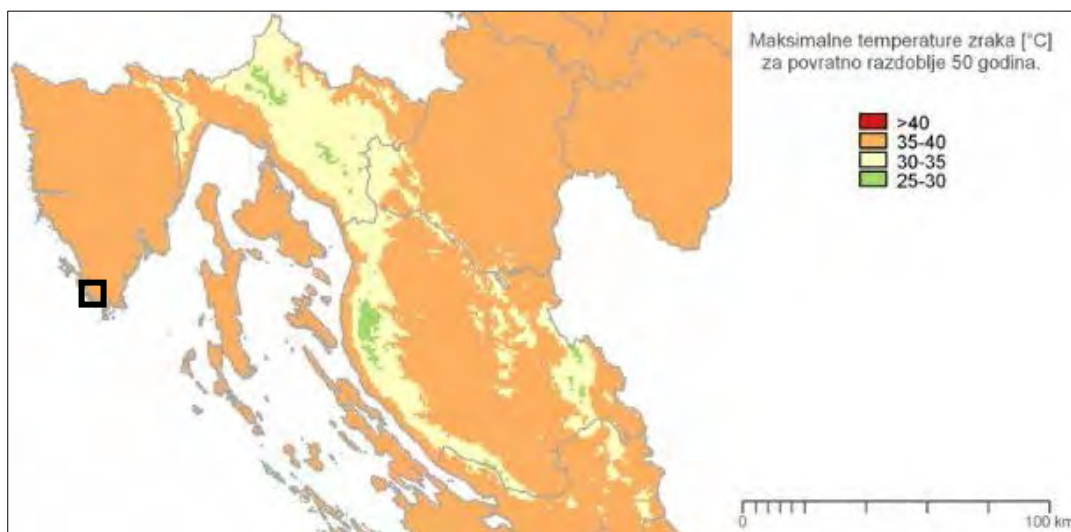 Maksimalne temperature zraka [°C]
za povratno razdoblje 50 godina.
>40
35-40
30-35
25-30
0 100 km